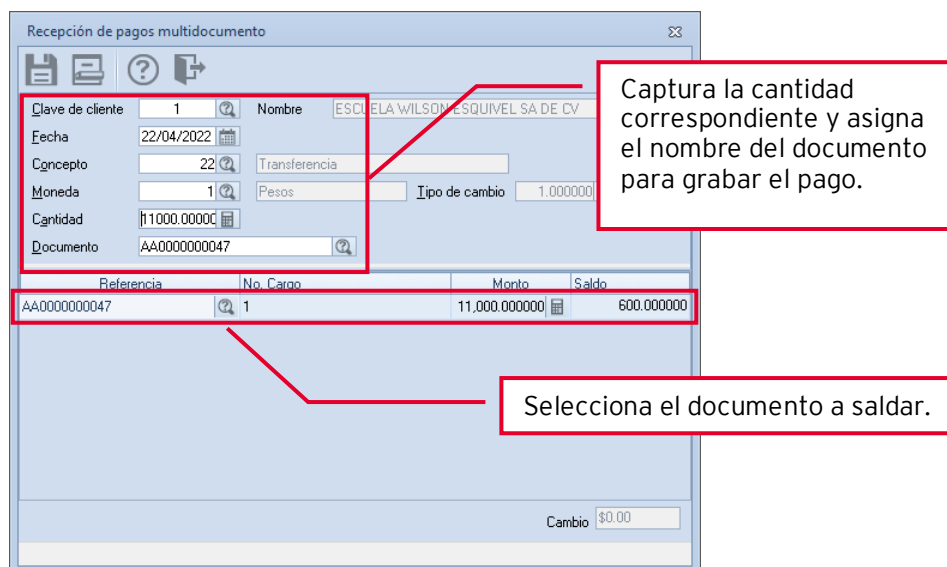 Recepción de pagos multidocumento
Clave de cliente 1 Nombre ESCUELA WILSON ESQUIVEL SA DE CV
Fecha 22/04/2022
Concepto 22 Transferencia
Moneda 1 Pesos Tipo de cambio 1.000000
Cantidad 11000.00000
Documento AA0000000047
Captura la cantidad
correspondiente y asigna
el nombre del documento
para grabar el pago.
Referencia No. Cargo Monto Saldo
AA0000000047 1 11,000.000000 600.000000
Selecciona el documento a saldar.
Cambio $0.00